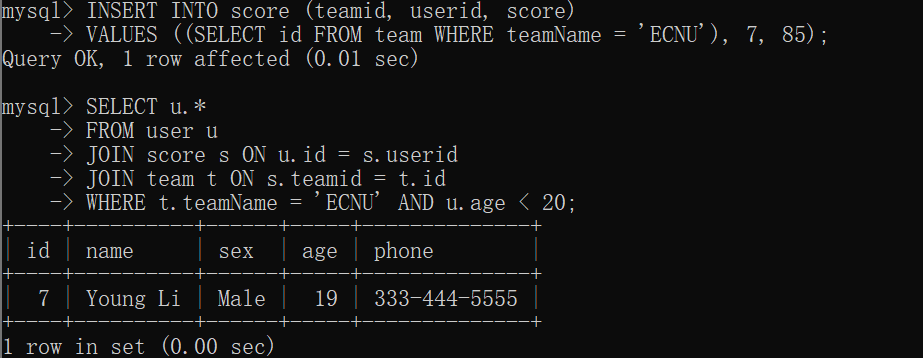 mysql> INSERT INTO score (teamid, userid, score)
    -> VALUES ((SELECT id FROM team WHERE teamName = 'ECNU'), 7, 85);
Query OK, 1 row affected (0.01 sec)
mysql> SELECT u.*
    -> FROM user u
    -> JOIN score s ON u.id = s.userid
    -> JOIN team t ON s.teamid = t.id
    -> WHERE t.teamName = 'ECNU' AND u.age < 20;
+----+----------+------+-----+--------------+
| id | name     | sex  | age | phone        |
+----+----------+------+-----+--------------+
|  7 | Young Li | Male |  19 | 333-444-5555 |
+----+----------+------+-----+--------------+
1 row in set (0.00 sec)